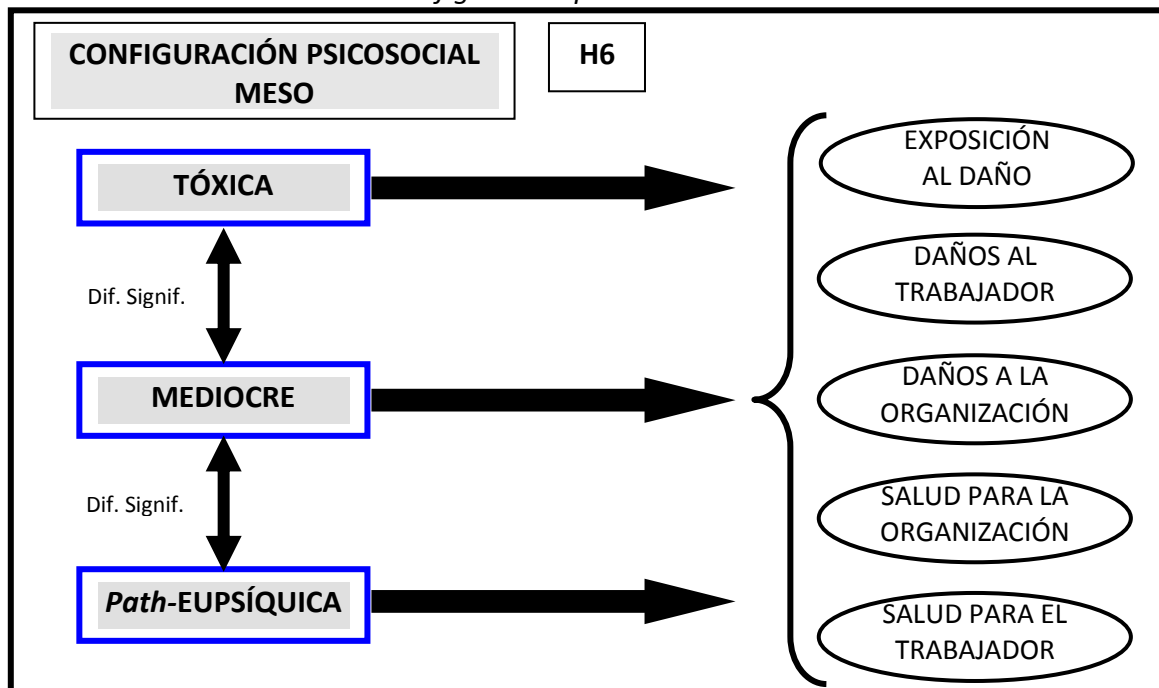 CONFIGURACIÓN PSICOSOCIAL
MESO
H6
TÓXICA
Dif. Signif.
MEDIOCRE
Dif. Signif.
Path-EUPSÍQUICA
EXPOSICIÓN
AL DAÑO
DAÑOS AL
TRABAJADOR
DAÑOS A LA
ORGANIZACIÓN
SALUD PARA LA
ORGANIZACIÓN
SALUD PARA EL
TRABAJADOR